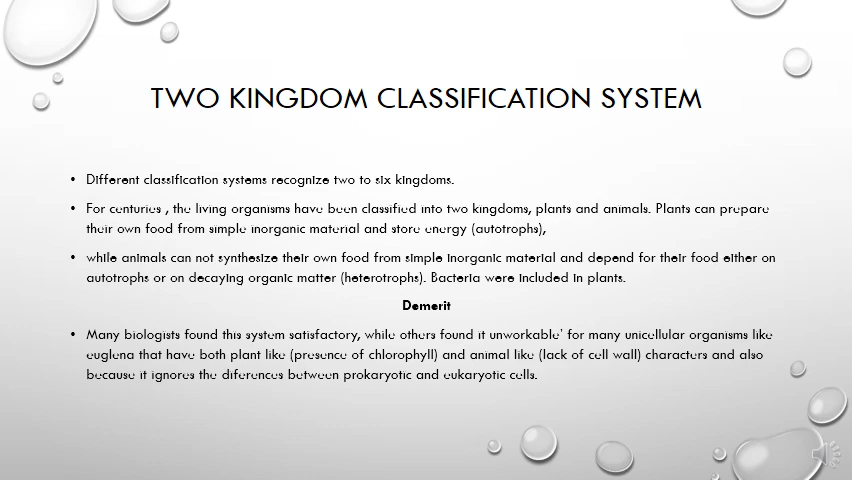 TWO KINGDOM CLASSIFICATION SYSTEM
• Different classification systems recognize two to six kingdoms.
• For centuries , the living organisms have been classified into two kingdoms, plants and animals. Plants can prepare
their own food from simple inorganic material and store energy (autotrophs),
• while animals can not synthesize their own food from simple inorganic material and depend for their food either on
autotrophs or on decaying organic matter (heterotrophs). Bacteria were included in plants.
Demerit
• Many biologists found this system satisfactory, while others found it unworkable' for many unicellular organisms like
euglena that have both plant like (presence of chlorophyll) and animal like (lack of cell wall) characters and also
because it ignores the diferences between prokaryotic and eukaryotic cells.